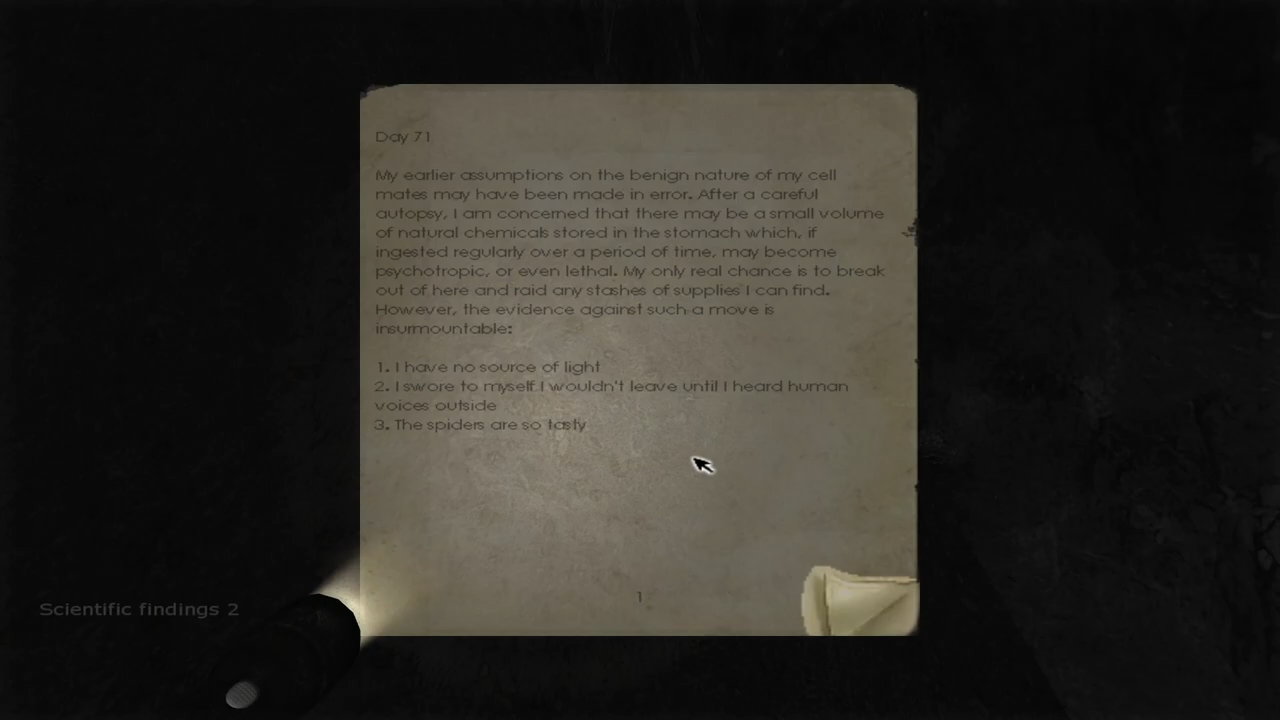 Day 71
My earlier assumptions on the benign nature of my cell
mates may have been made in error. After a careful
autopsy, I am concerned that there may be a small volume
of natural chemicals stored in the stomach which, if
ingested regularly over a period of time, may become
psychotropic, or even lethal. My only real chance is to break
out of here and raid any stashes of supplies I can find.
However, the evidence against such a move is
insurmountable:
1. I have no source of light
2. I swore to myself I wouldn't leave until I heard human
voices outside
3. The spiders are so tasty
1
Scientific findings 2